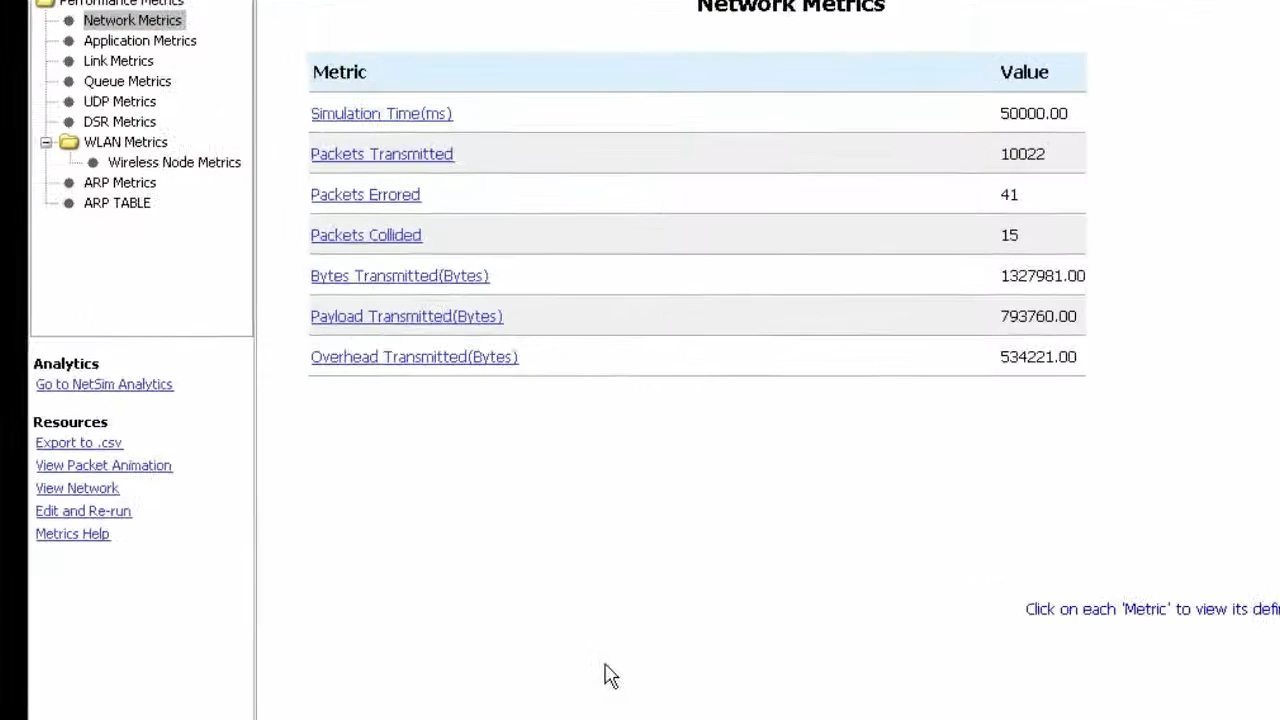 Performance Metrics
Network Metrics
Application Metrics
Link Metrics
Queue Metrics
UDP Metrics
DSR Metrics
WLAN Metrics
Wireless Node Metrics
ARP Metrics
ARP TABLE
Analytics
Go to NetSim Analytics
Resources
Export to .csv
View Packet Animation
View Network
Edit and Re-run
Metrics Help
Network Metrics
Metric Value
Simulation Time(ms) 50000.00
Packets Transmitted 10022
Packets Errored 41
Packets Collided 15
Bytes Transmitted(Bytes) 1327981.00
Payload Transmitted(Bytes) 793760.00
Overhead Transmitted(Bytes) 534221.00
Click on each 'Metric' to view its